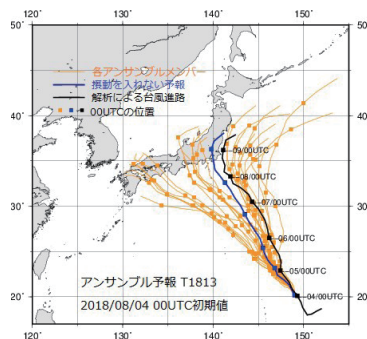 120° 130° 140° 150°
50° 50°
各アンサンブルメンバー
摂動を入れない予報
解析による台風進路
00UTCの位置
40° 40°
09/00UTC
08/00UTC
07/00UTC
30° 30°
06/00UTC
05/00UTC
アンサンブル予報 T1813
2018/08/04 00UTC初期値
04/00UTC
20° 20°
120° 130° 140° 150°